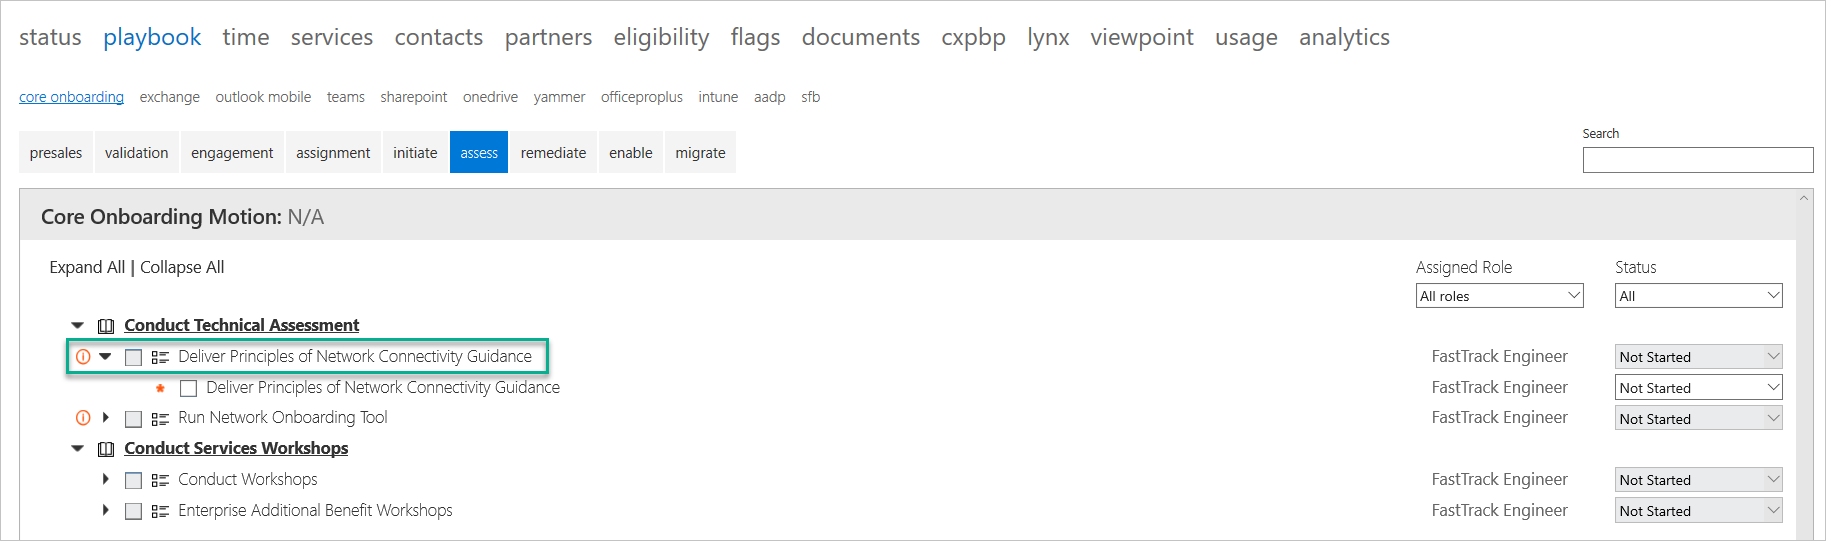 status playbook time services contacts partners eligibility flags documents cxpbp lynx viewpoint usage analytics
core onboarding exchange outlook mobile teams sharepoint onedrive yammer officeproplus intune aadp sfb
Search
presales validation engagement assignment initiate assess remediate enable migrate
Core Onboarding Motion: N/A
Expand All | Collapse All Assigned Role Status
All roles All
Conduct Technical Assessment
Deliver Principles of Network Connectivity Guidance FastTrack Engineer Not Started
* Deliver Principles of Network Connectivity Guidance FastTrack Engineer Not Started
Run Network Onboarding Tool FastTrack Engineer Not Started
Conduct Services Workshops
Conduct Workshops FastTrack Engineer Not Started
Enterprise Additional Benefit Workshops FastTrack Engineer Not Started